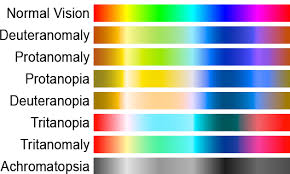 Normal Vision
Deuteranomaly
Protanomaly
Protanopia
Deuteranopia
Tritanopia
Tritanomaly
Achromatopsia